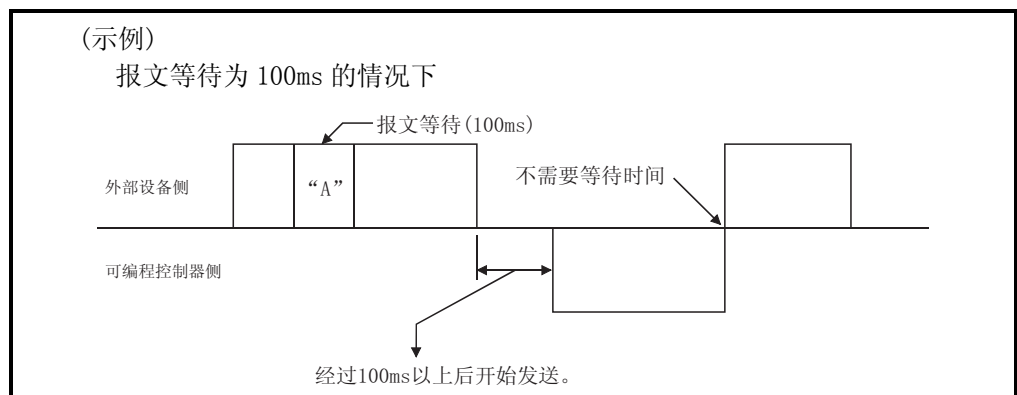 (示例)
报文等待为 100ms 的情况下
报文等待(100ms)
外部设备侧
“A”
不需要等待时间
可编程控制器侧
经过100ms以上后开始发送。